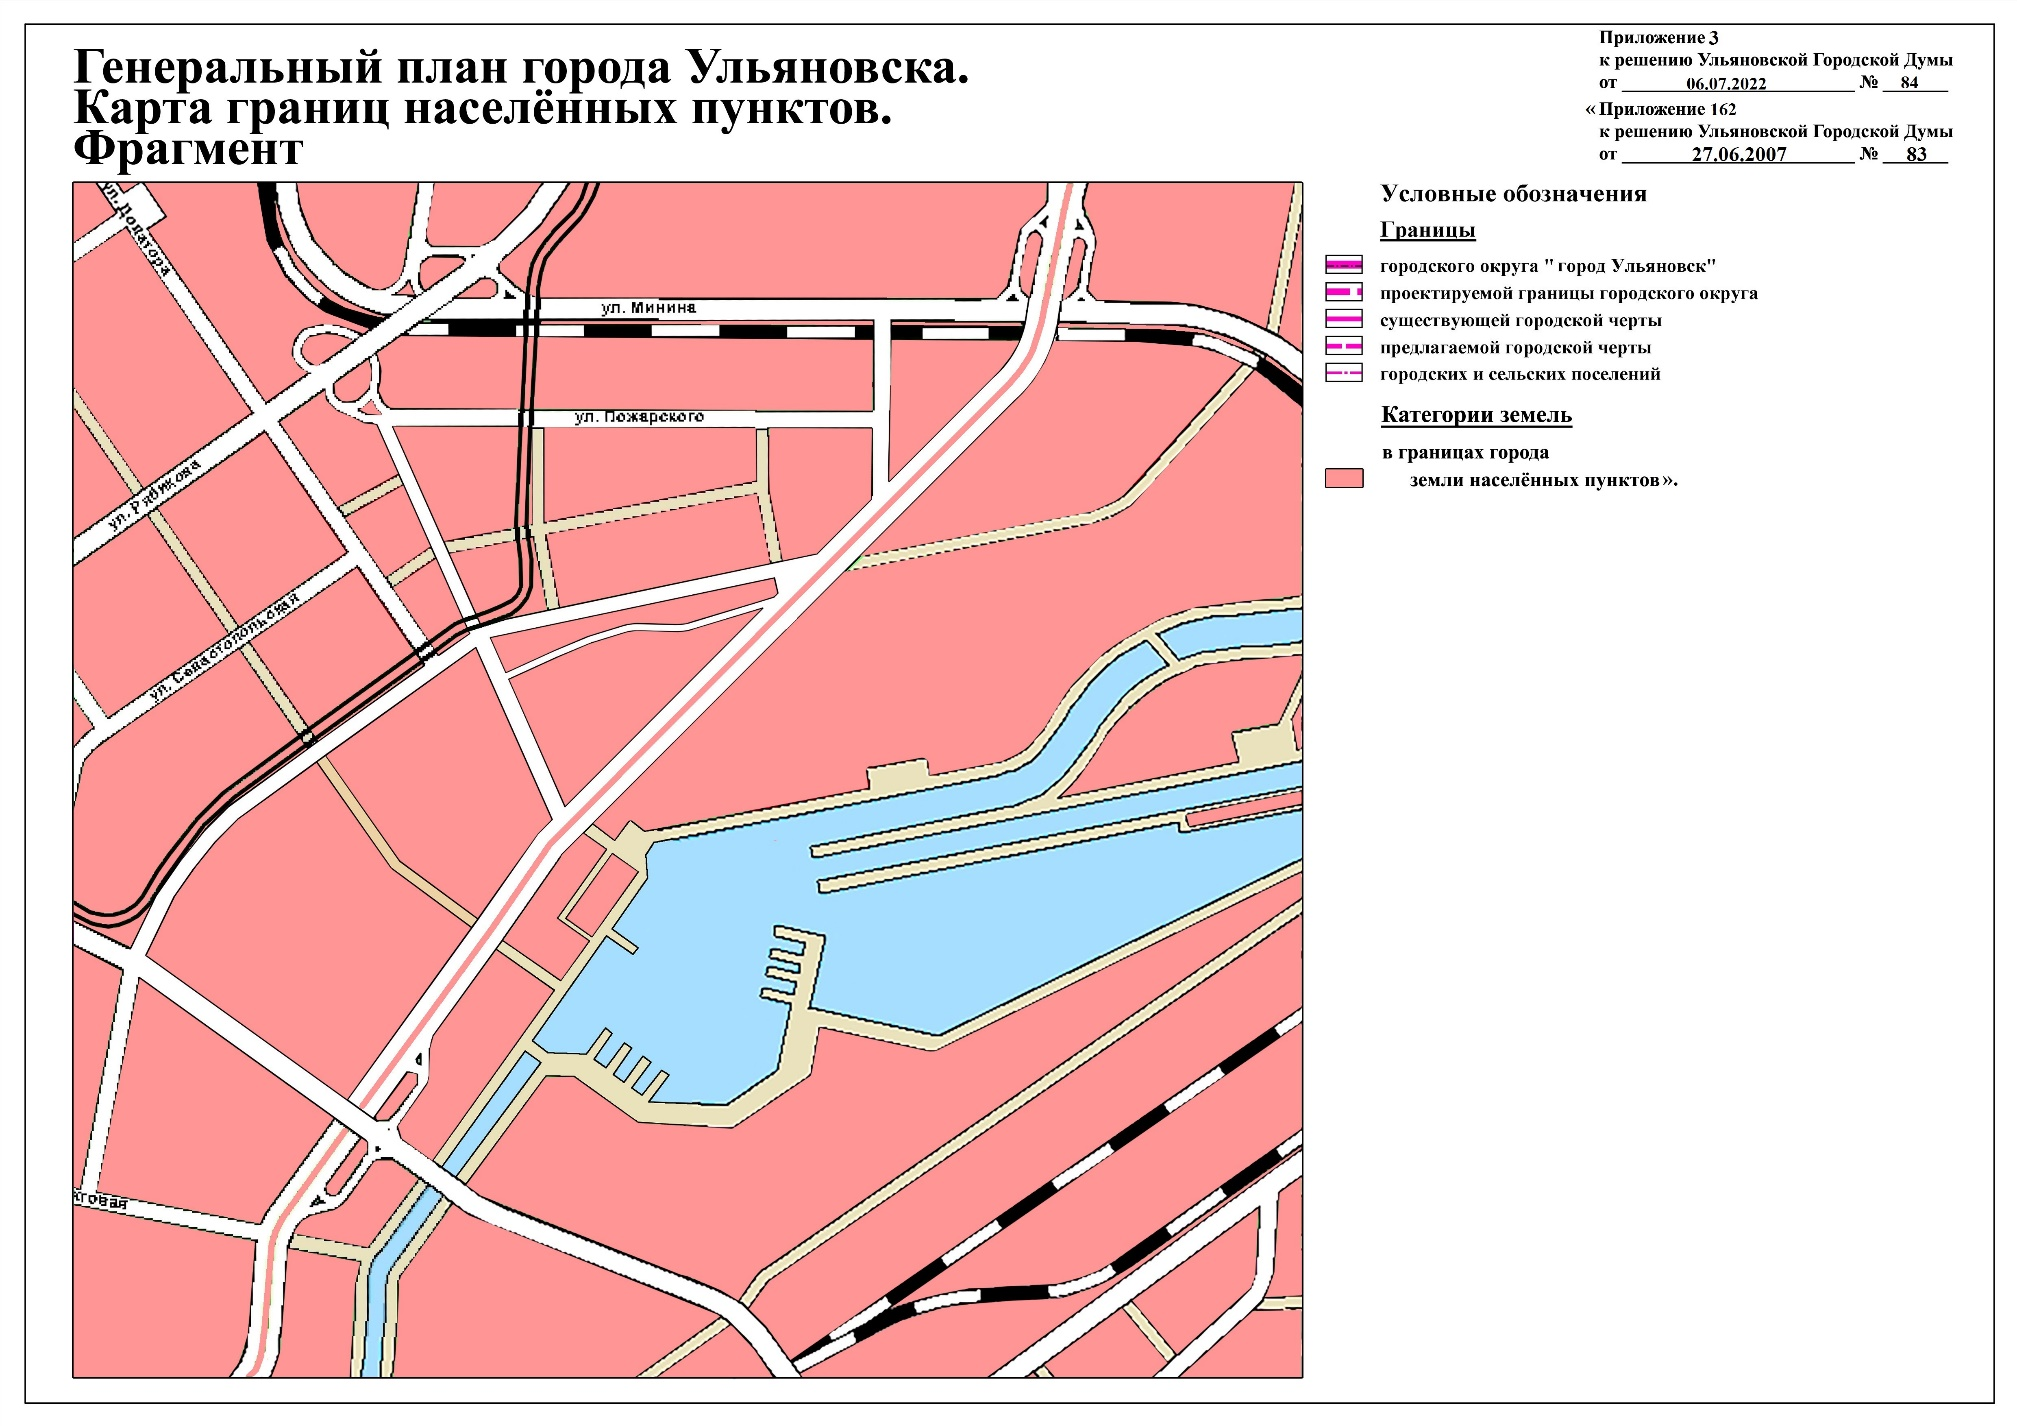 Генеральный план города Ульяновска.
Карта границ населённых пунктов.
Фрагмент
Приложение 3
к решению Ульяновской Городской Думы
от 06.07.2022 № 84
« Приложение 162
к решению Ульяновской Городской Думы
от 27.06.2007 № 83
Условные обозначения
Границы
городского округа " город Ульяновск"
проектируемой границы городского округа
существующей городской черты
предлагаемой городской черты
городских и сельских поселений
Категории земель
в границах города
земли населённых пунктов».
ул. Доватора
ул. Минина
ул. Пожарского
ул. Рябикова
ул. Севастопольская
говая